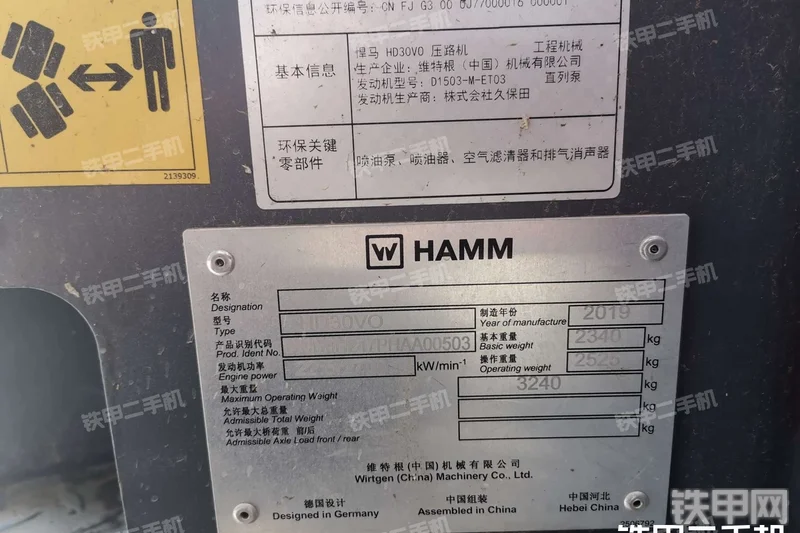 环保信息公开编号: CN FJ G3 00 0J77000016 000001
基本信息
悍马 HD30VO 压路机 工程机械
生产企业: 维特根（中国）机械有限公司
发动机型号: D1503-M-ET03 直列泵
发动机生产商: 株式会社久保田
环保关键
零部件
喷油泵、喷油器、空气滤清器和排气消声器
2139309
HAMM
名称
Designation
型号
Type
制造年份 2019
Year of manufacture
产品识别代码
Prod. Ident No. PHAA00503
基本重量 2340 kg
Basic weight
发动机功率 kW/min⁻¹
Engine power
操作重量 2525 kg
Operating weight
最大重量 3240 kg
Maximum Operating Weight
允许最大总重量 kg
Admissible Total Weight
允许最大桥荷重 前/后 kg
Admissible Axle Load front / rear
维特根(中国)机械有限公司
Wirtgen (China) Machinery Co., Ltd.
德国设计 中国组装 中国河北
Designed in Germany Assembled in China Hebei China
2506792
铁甲二手机
铁甲网